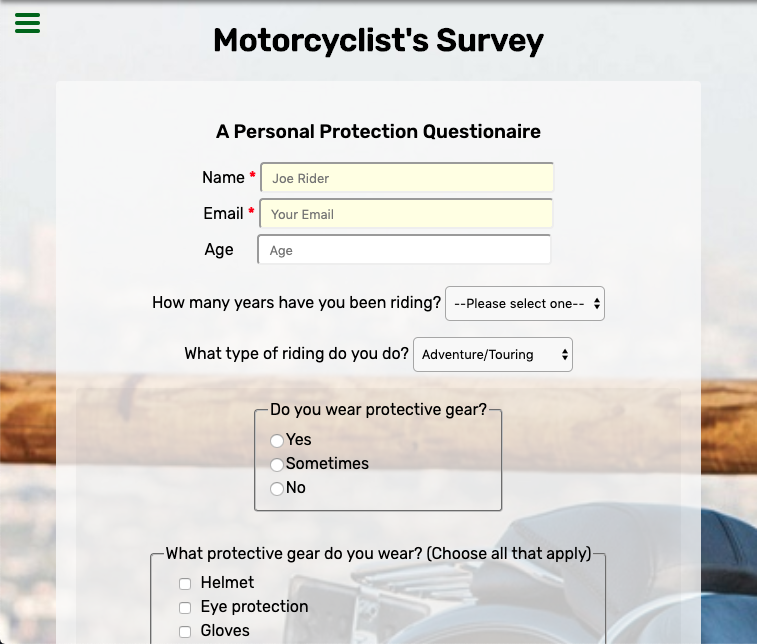 Motorcyclist's Survey
A Personal Protection Questionaire
Name * Joe Rider
Email * Your Email
Age Age
How many years have you been riding? --Please select one--
What type of riding do you do? Adventure/Touring
Do you wear protective gear?
Yes
Sometimes
No
What protective gear do you wear? (Choose all that apply)
Helmet
Eye protection
Gloves